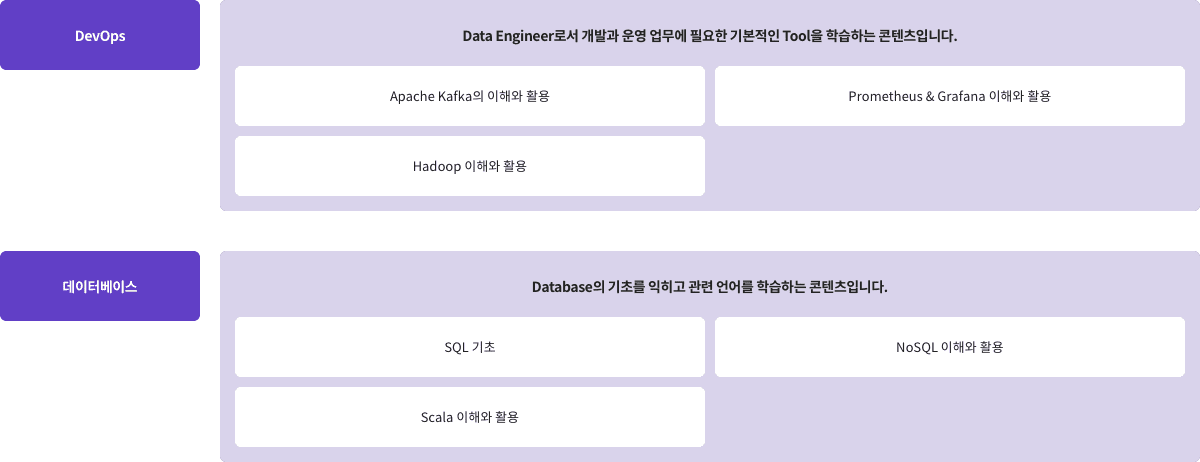 DevOps
Data Engineer로서 개발과 운영 업무에 필요한 기본적인 Tool을 학습하는 콘텐츠입니다.
Apache Kafka의 이해와 활용
Prometheus & Grafana 이해와 활용
Hadoop 이해와 활용
데이터베이스
Database의 기초를 익히고 관련 언어를 학습하는 콘텐츠입니다.
SQL 기초
NoSQL 이해와 활용
Scala 이해와 활용